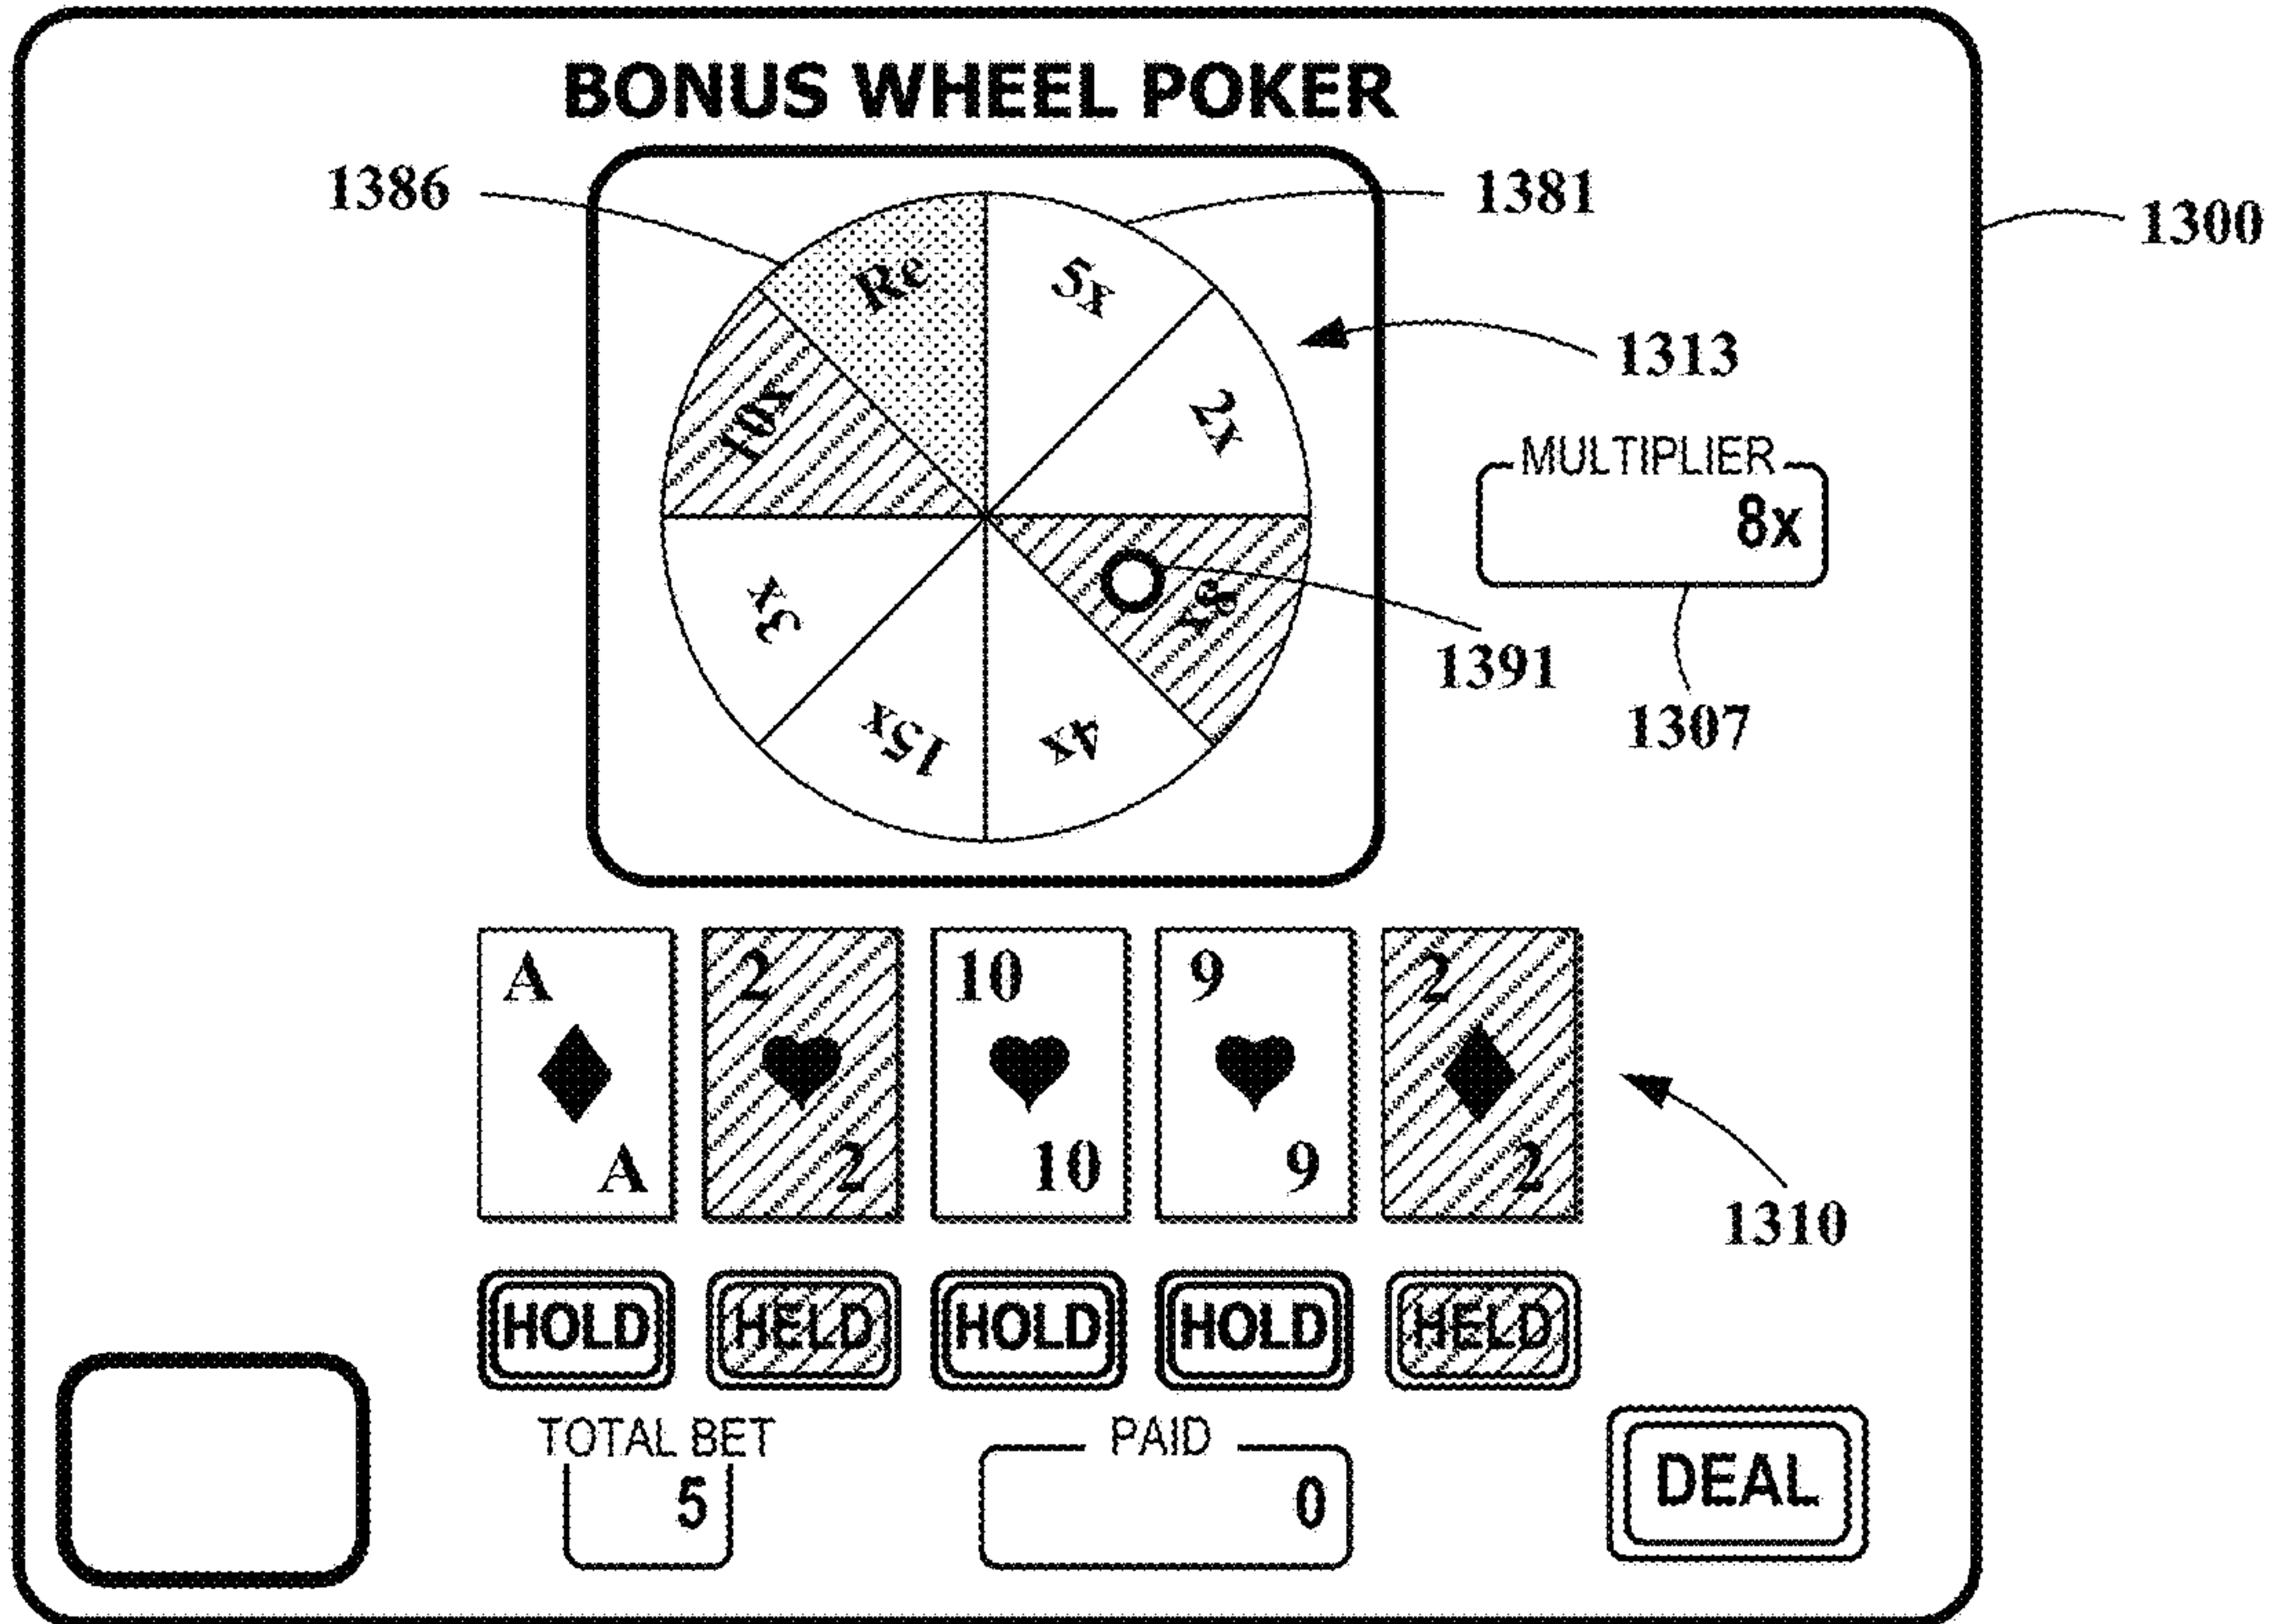 BONUS WHEEL POKER
1386
1381
1300
Re
5x
1313
10x
2x
MULTIPLIER
8x
3x
8x
1391
15x
4x
1307
A 2 10 9 2
A 2 10 9 2
1310
HOLD HELD HOLD HOLD HELD
TOTAL BET
PAID
5
0
DEAL